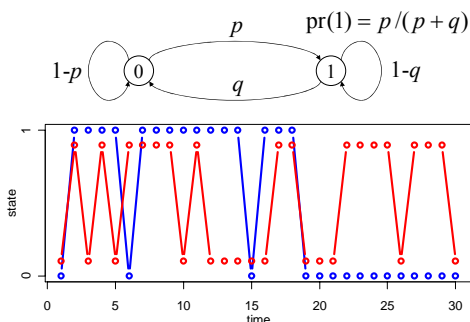 p
pr(1) = p/(p + q)
1-p
0
1
1-q
q
1
state
0
0 5 10 15 20 25 30
time